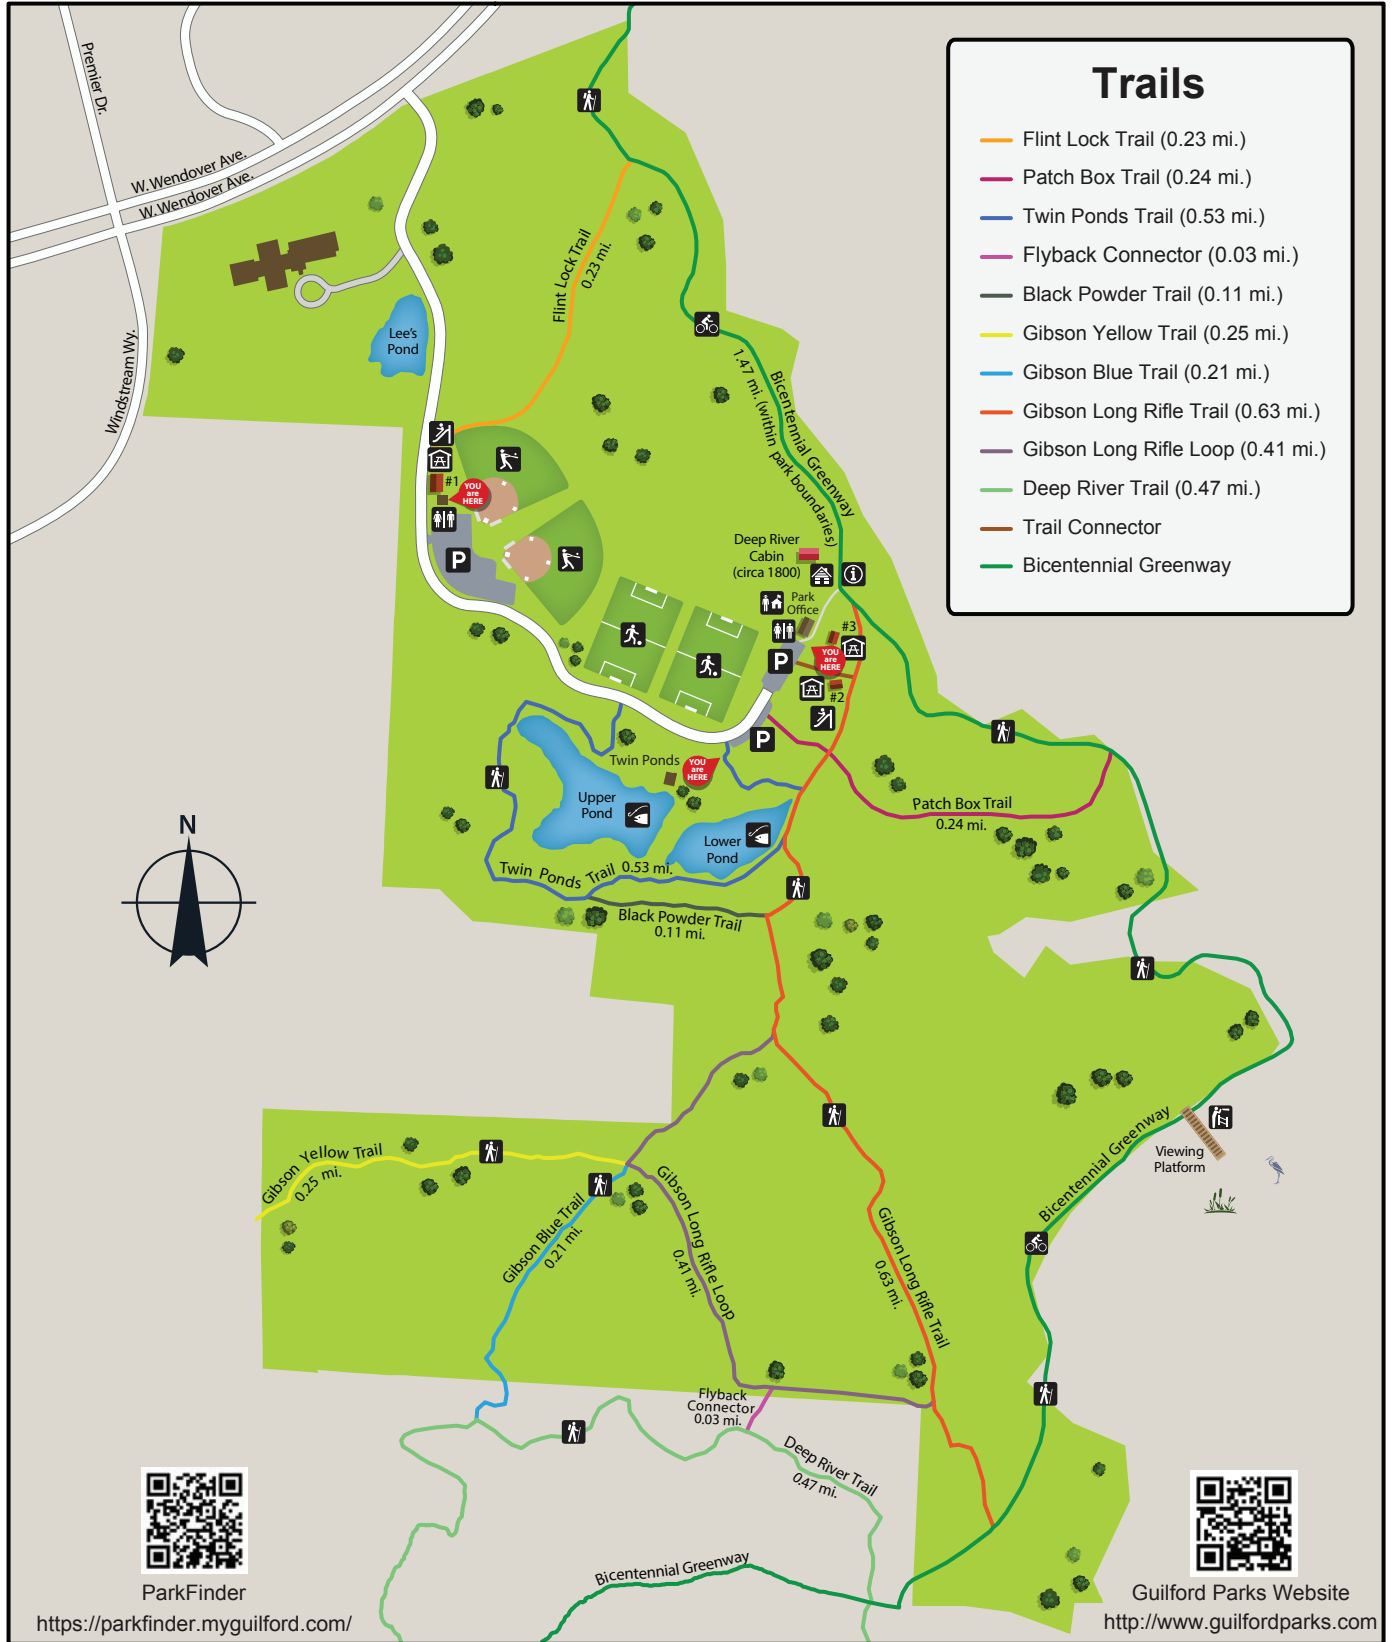 Trails
Flint Lock Trail (0.23 mi.)
Patch Box Trail (0.24 mi.)
Twin Ponds Trail (0.53 mi.)
Flyback Connector (0.03 mi.)
Black Powder Trail (0.11 mi.)
Gibson Yellow Trail (0.25 mi.)
Gibson Blue Trail (0.21 mi.)
Gibson Long Rifle Trail (0.63 mi.)
Gibson Long Rifle Loop (0.41 mi.)
Deep River Trail (0.47 mi.)
Trail Connector
Bicentennial Greenway
Premier Dr.
W. Wendover Ave.
W. Wendover Ave.
Windstream Wy.
Lee's
Pond
Flint Lock Trail
0.23 mi.
Bicentennial Greenway
1.47 mi. (within park boundaries)
#1
YOU
are
HERE
P
Deep River
Cabin
(circa 1800)
i
Park
Office
#3
P
YOU
are
HERE
#2
P
Twin Ponds
YOU
are
HERE
Upper
Pond
Lower
Pond
Patch Box Trail
0.24 mi.
Twin Ponds Trail 0.53 mi.
Black Powder Trail
0.11 mi.
N
Gibson Yellow Trail
0.25 mi.
Gibson Blue Trail
0.21 mi.
Gibson Long Rifle Loop
0.41 mi.
Gibson Long Rifle Trail
0.63 mi.
Bicentennial Greenway
Viewing
Platform
Flyback
Connector
0.03 mi.
Deep River Trail
0.47 mi.
Bicentennial Greenway
ParkFinder
https://parkfinder.myguilford.com/
Guilford Parks Website
http://www.guilfordparks.com